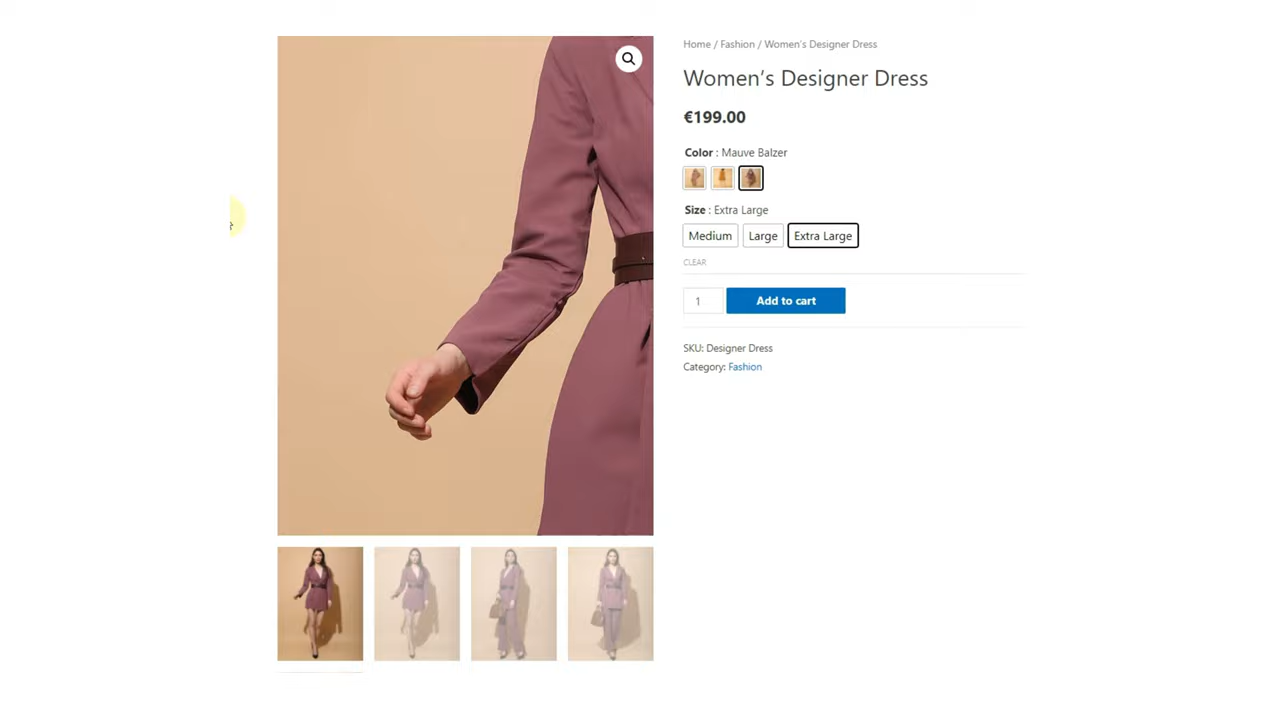 Home / Fashion / Women’s Designer Dress
Women’s Designer Dress
€199.00
Color : Mauve Balzer
Size : Extra Large
Medium Large Extra Large
CLEAR
1 Add to cart
SKU: Designer Dress
Category: Fashion